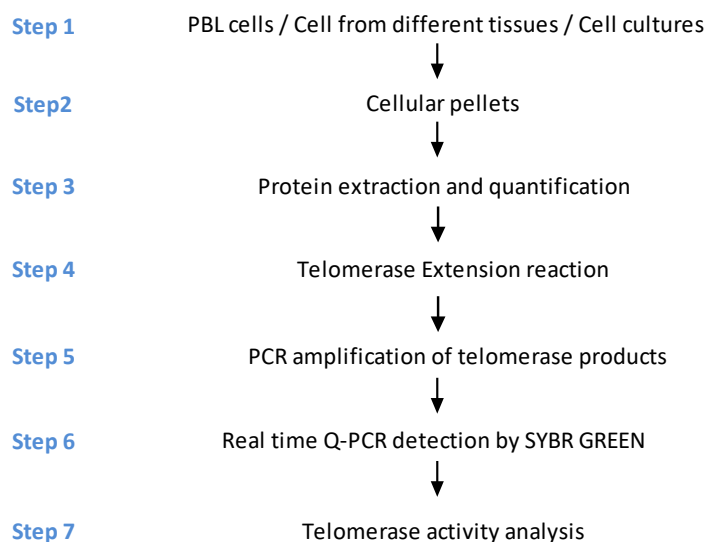 Step 1 PBL cells / Cell from different tissues / Cell cultures
Step2 Cellular pellets
Step 3 Protein extraction and quantification
Step 4 Telomerase Extension reaction
Step 5 PCR amplification of telomerase products
Step 6 Real time Q-PCR detection by SYBR GREEN
Step 7 Telomerase activity analysis